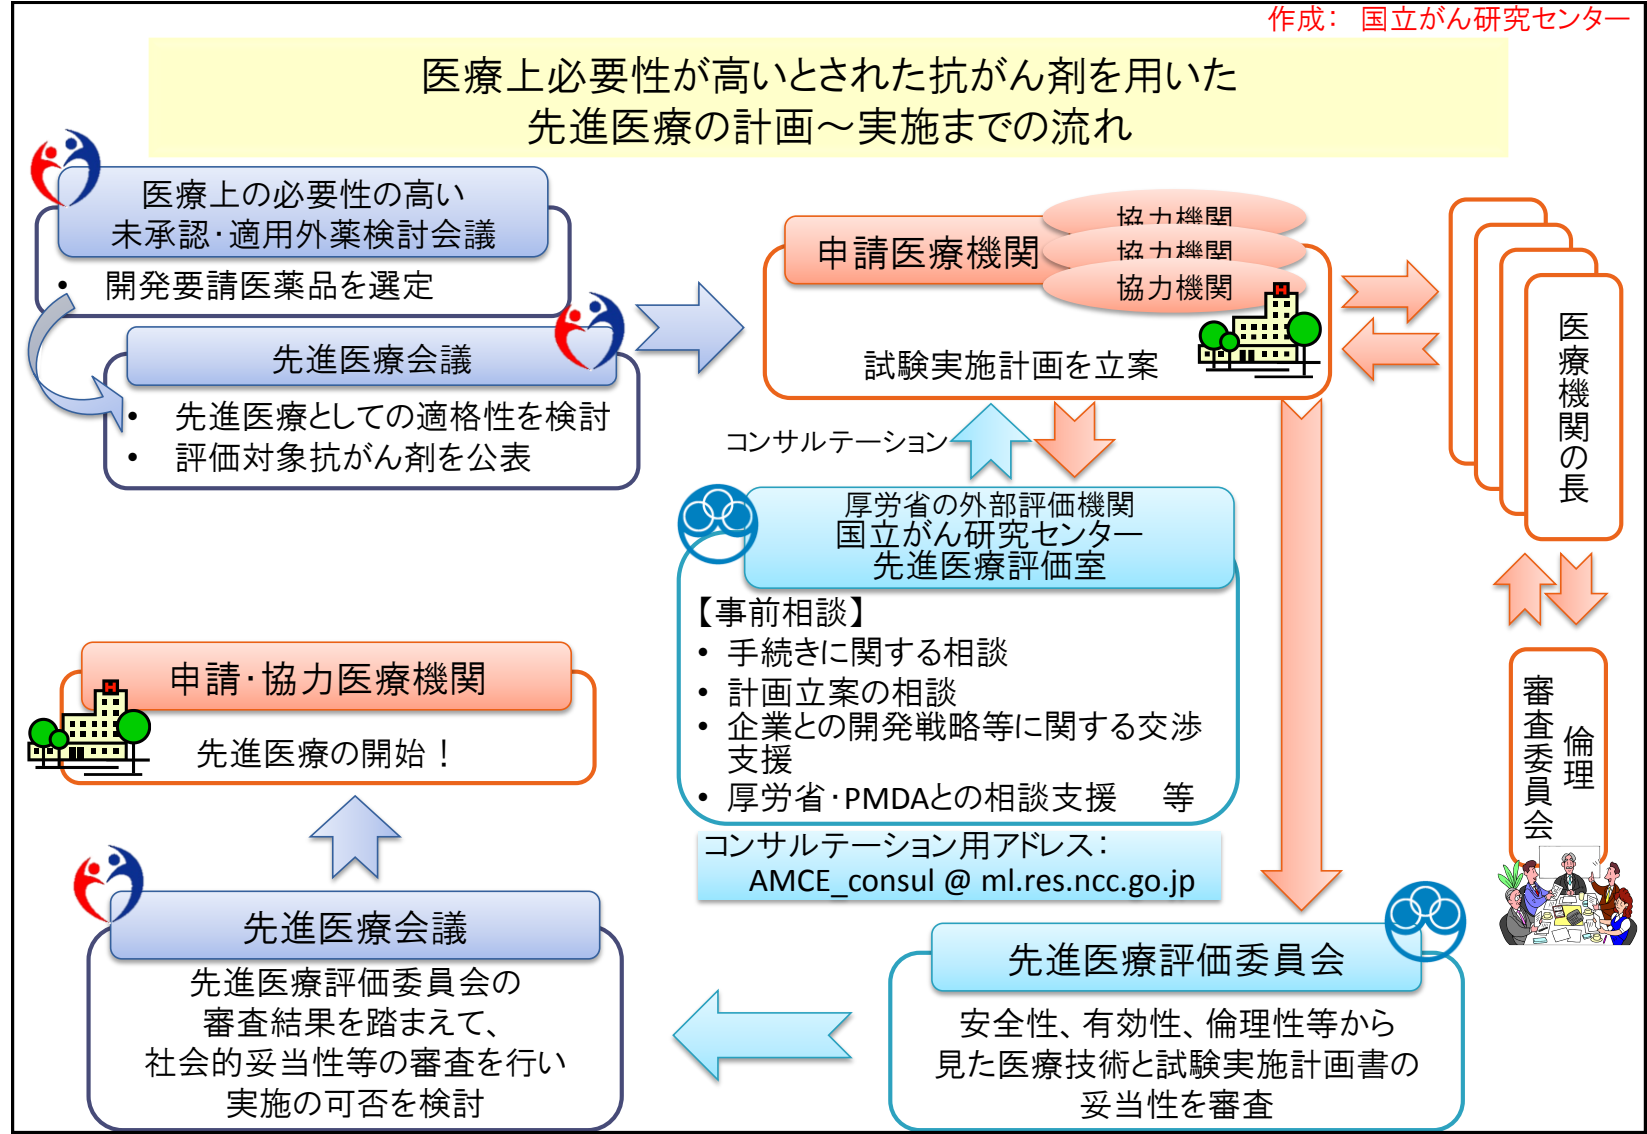 作成： 国立がん研究センター
医療上必要性が高いとされた抗がん剤を用いた
先進医療の計画～実施までの流れ
医療上の必要性の高い
未承認・適用外薬検討会議
• 開発要請医薬品を選定
先進医療会議
• 先進医療としての適格性を検討
• 評価対象抗がん剤を公表
申請医療機関
協力機関
協力機関
協力機関
試験実施計画を立案
医療機関の長
コンサルテーション
厚労省の外部評価機関
国立がん研究センター
先進医療評価室
【事前相談】
• 手続きに関する相談
• 計画立案の相談
• 企業との開発戦略等に関する交渉
支援
• 厚労省・PMDAとの相談支援 等
コンサルテーション用アドレス：
AMCE_consul @ ml.res.ncc.go.jp
倫理
審査委員会
先進医療評価委員会
安全性、有効性、倫理性等から
見た医療技術と試験実施計画書の
妥当性を審査
先進医療会議
先進医療評価委員会の
審査結果を踏まえて、
社会的妥当性等の審査を行い
実施の可否を検討
申請・協力医療機関
先進医療の開始！
H
H